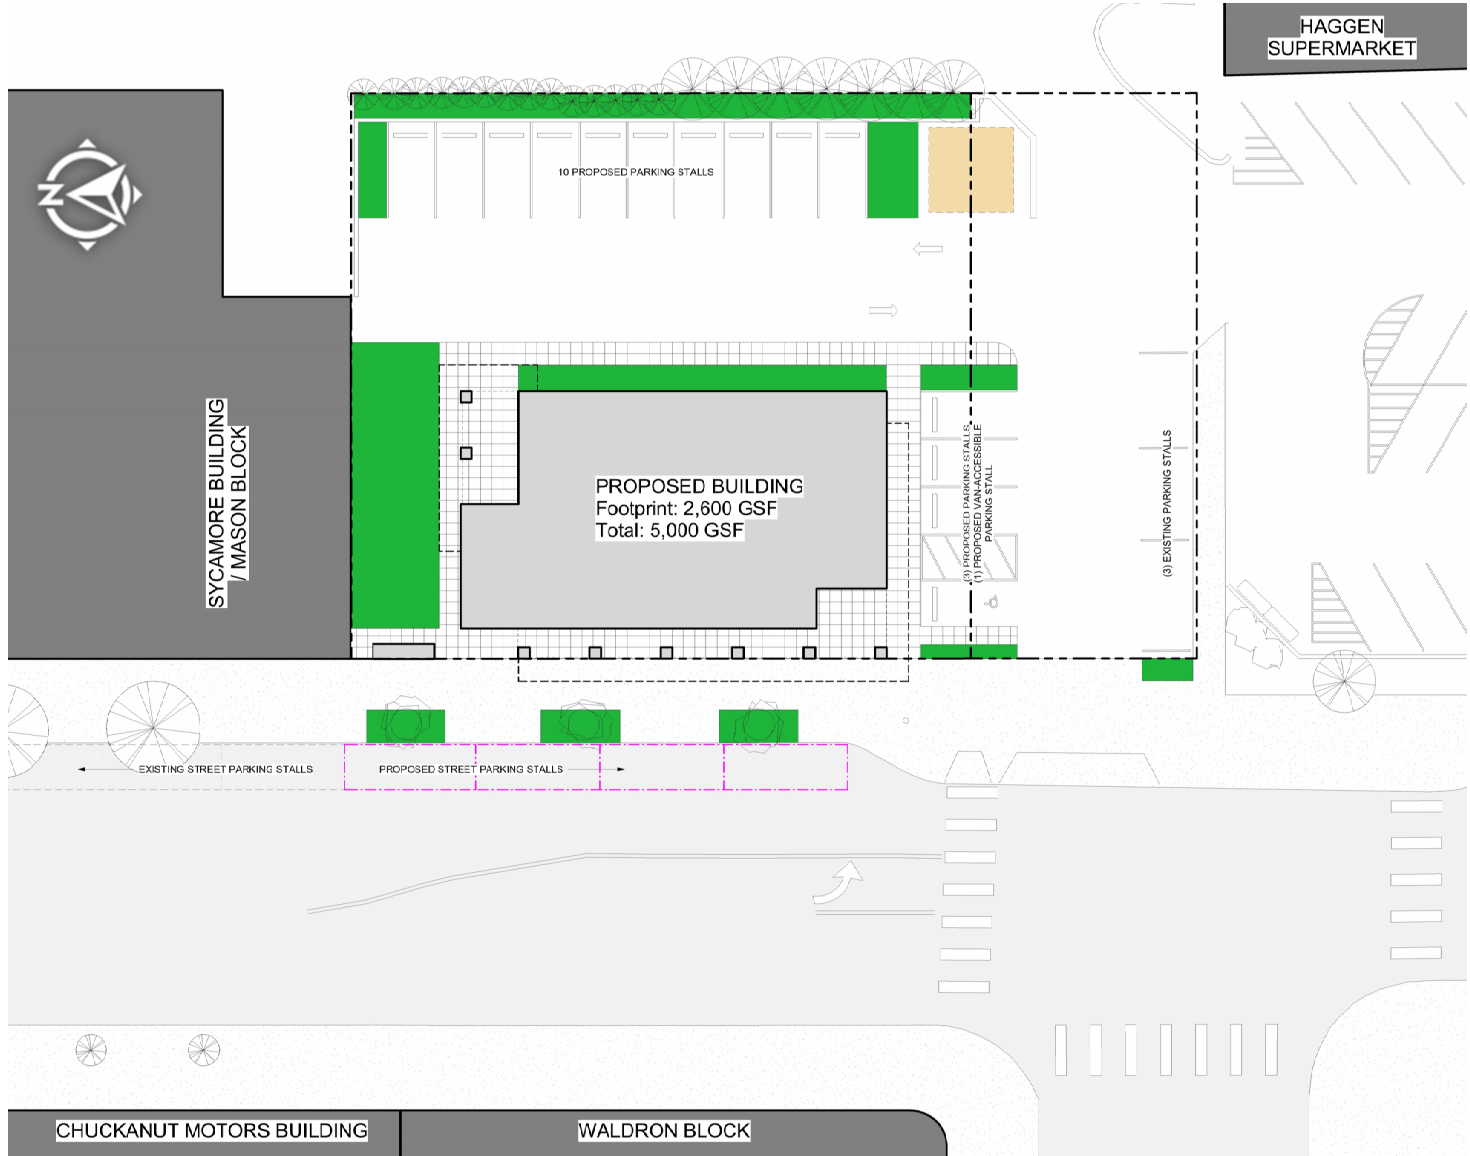 HAGGEN
SUPERMARKET
N
10 PROPOSED PARKING STALLS
SYCAMORE BUILDING
/ MASON BLOCK
PROPOSED BUILDING
Footprint: 2,600 GSF
Total: 5,000 GSF
(3) PROPOSED PARKING STALLS
(1) PROPOSED VAN-ACCESSIBLE
PARKING STALL
(3) EXISTING PARKING STALLS
EXISTING STREET PARKING STALLS
PROPOSED STREET PARKING STALLS
CHUCKANUT MOTORS BUILDING
WALDRON BLOCK